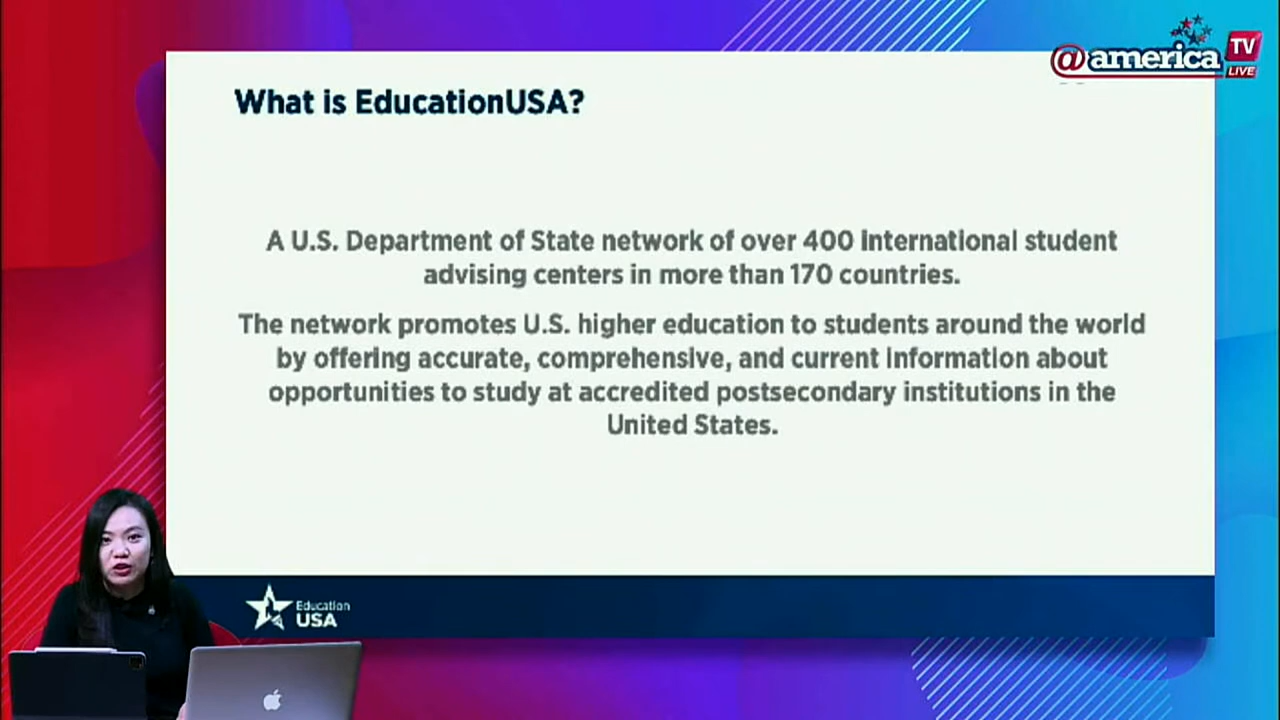 @america TV
LIVE
What is EducationUSA?
A U.S. Department of State network of over 400 international student
advising centers in more than 170 countries.
The network promotes U.S. higher education to students around the world
by offering accurate, comprehensive, and current information about
opportunities to study at accredited postsecondary institutions in the
United States.
Education
USA